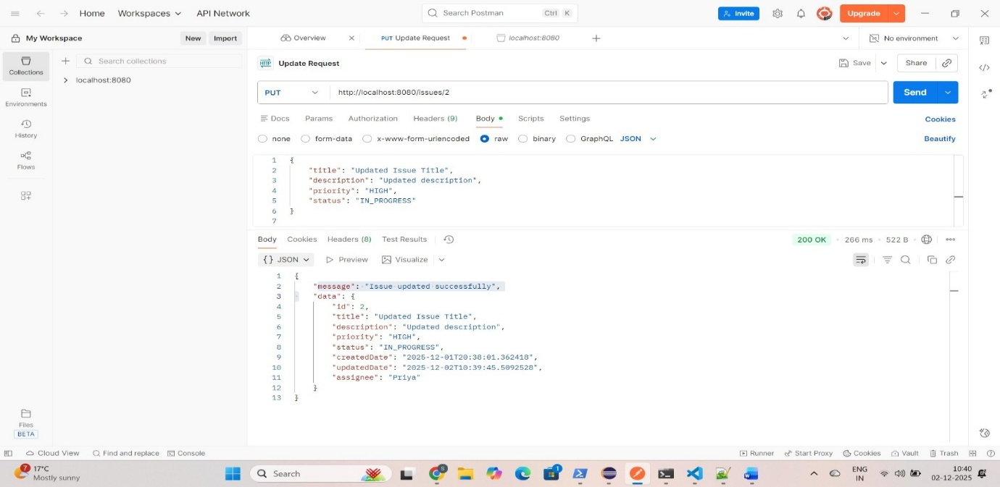 Home Workspaces API Network Search Postman Ctrl K Invite Upgrade
My Workspace New Import Overview PUT Update Request localhost:8080 No environment
Search collections
Collections
localhost:8080
Environments
History
Flows
Files
BETA
HTTP Update Request Save Share
PUT http://localhost:8080/issues/2 Send
Docs Params Authorization Headers (9) Body Scripts Settings Cookies
none form-data x-www-form-urlencoded raw binary GraphQL JSON Beautify
1 {
2 "title": "Updated Issue Title",
3 "description": "Updated description",
4 "priority": "HIGH",
5 "status": "IN_PROGRESS"
6 }
7
Body Cookies Headers (8) Test Results 200 OK 266 ms 522 B
{} JSON Preview Visualize
1 {
2 "message": "Issue updated successfully",
3 "data": {
4 "id": 2,
5 "title": "Updated Issue Title",
6 "description": "Updated description",
7 "priority": "HIGH",
8 "status": "IN_PROGRESS",
9 "createdDate": "2025-12-01T20:38:01.362418",
10 "updatedDate": "2025-12-02T10:39:45.5092528",
11 "assignee": "Priya"
12 }
13 }
Cloud View Find and replace Console Runner Start Proxy Cookies Vault Trash
7 17°C
Mostly sunny
Search
S
1
ENG
IN
10:40
02-12-2025